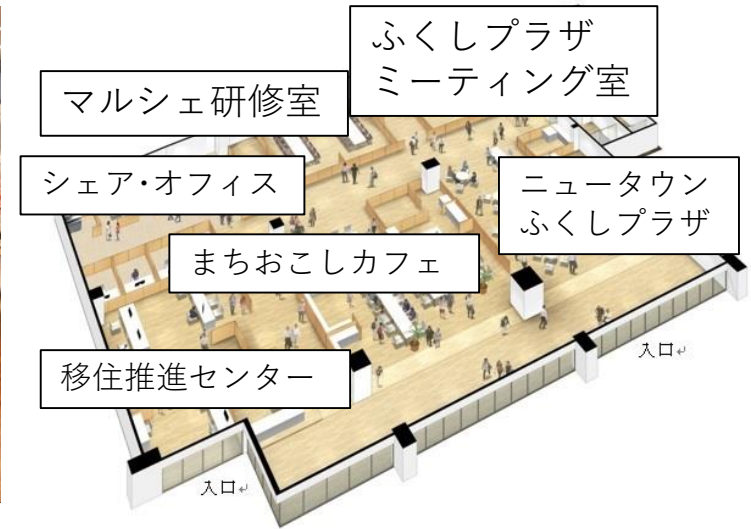 ふくしプラザ
ミーティング室
マルシェ研修室
シェア・オフィス
ニュータウン
ふくしプラザ
まちおこしカフェ
移住推進センター
入口
入口